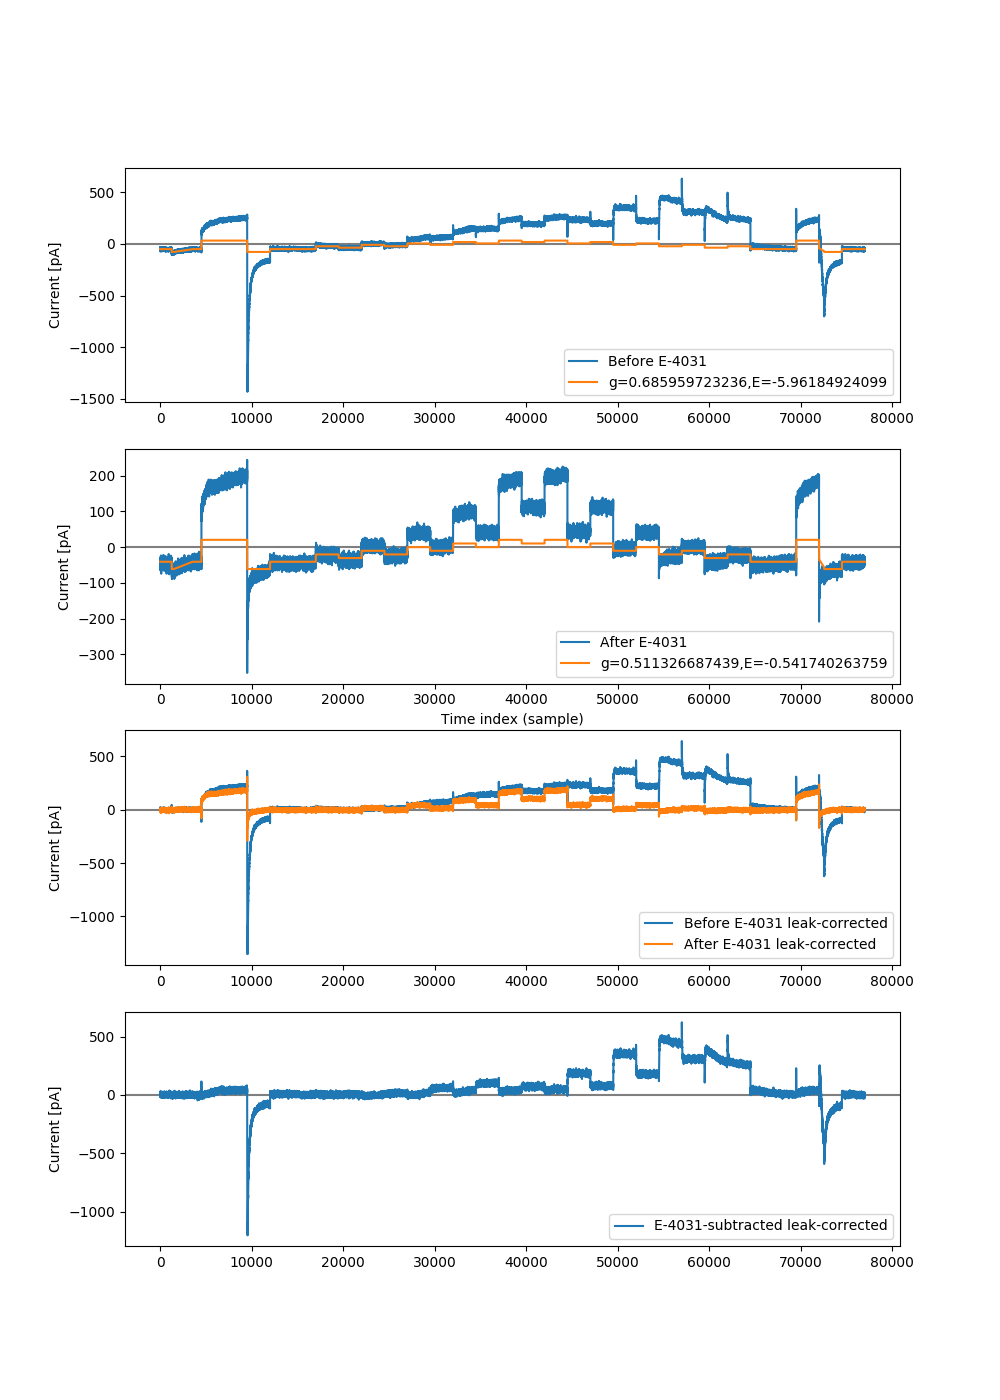 500
0
−500
−1000
−1500
Current [pA]
Before E-4031
g=0.685959723236,E=-5.96184924099
0 10000 20000 30000 40000 50000 60000 70000 80000
200
100
0
−100
−200
−300
Current [pA]
After E-4031
g=0.511326687439,E=-0.541740263759
0 10000 20000 30000 40000 50000 60000 70000 80000
Time index (sample)
500
0
−500
−1000
Current [pA]
Before E-4031 leak-corrected
After E-4031 leak-corrected
0 10000 20000 30000 40000 50000 60000 70000 80000
500
0
−500
−1000
Current [pA]
E-4031-subtracted leak-corrected
0 10000 20000 30000 40000 50000 60000 70000 80000